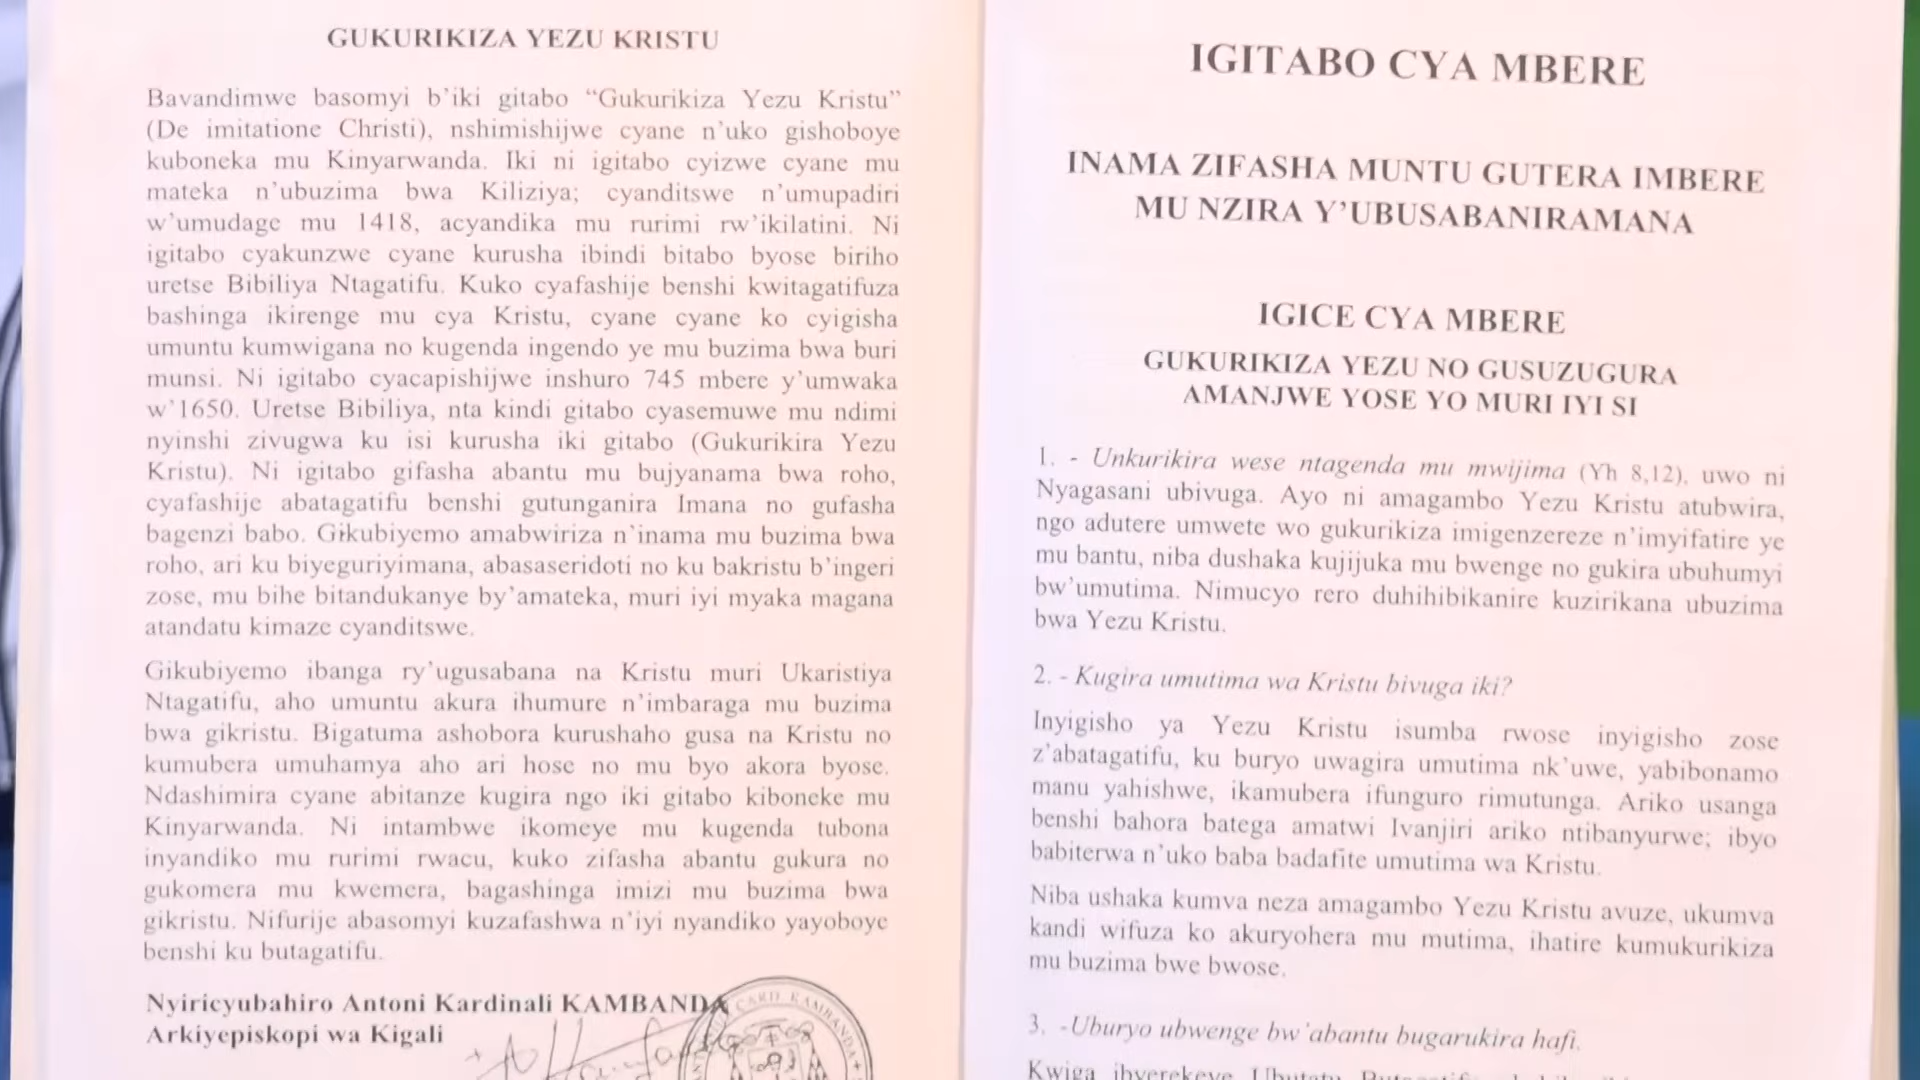 GUKURIKIZA YEZU KRISTU
Bavandimwe basomyi b'iki gitabo “Gukurikiza Yezu Kristu”
(De imitatione Christi), nshimishijwe cyane n'uko gishoboye
kuboneka mu Kinyarwanda. Iki ni igitabo cyizwe cyane mu
mateka n'ubuzima bwa Kiliziya; cyanditswe n'umupadiri
w'umudage mu 1418, acyandika mu rurimi rw'ikilatini. Ni
igitabo cyakunzwe cyane kurusha ibindi bitabo byose biriho
uretse Bibiliya Ntagatifu. Kuko cyafashije benshi kwitagatifuza
bashinga ikirenge mu cya Kristu, cyane cyane ko cyigisha
umuntu kumwigana no kugenda ingendo ye mu buzima bwa buri
munsi. Ni igitabo cyacapishijwe inshuro 745 mbere y'umwaka
w'1650. Uretse Bibiliya, nta kindi gitabo cyasemuwe mu ndimi
nyinshi zivugwa ku isi kurusha iki gitabo (Gukurikira Yezu
Kristu). Ni igitabo gifasha abantu mu bujyanama bwa roho,
cyafashije abatagatifu benshi gutunganira Imana no gufasha
bagenzi babo. Gikubiyemo amabwiriza n'inama mu buzima bwa
roho, ari ku biyeguriyimana, abasaseridoti no ku bakristu b'ingeri
zose, mu bihe bitandukanye by'amateka, muri iyi myaka magana
atandatu kimaze cyanditswe.
Gikubiyemo ibanga ry'ugusabana na Kristu muri Ukaristiya
Ntagatifu, aho umuntu akura ihumure n'imbaraga mu buzima
bwa gikristu. Bigatuma ashobora kurushaho gusa na Kristu no
kumubera umuhamya aho ari hose no mu byo akora byose.
Ndashimira cyane abitanze kugira ngo iki gitabo kiboneke mu
Kinyarwanda. Ni intambwe ikomeye mu kugenda tubona
inyandiko mu rurimi rwacu, kuko zifasha abantu gukura no
gukomera mu kwemera, bagashinga imizi mu buzima bwa
gikristu. Nifurije abasomyi kuzafashwa n'iyi nyandiko yayoboye
benshi ku butagatifu.
Nyiricyubahiro Antoni Kardinali KAMBANDA
Arkiyepiskopi wa Kigali
CARD. KAMBANDA
IGITABO CYA MBERE
INAMA ZIFASHA MUNTU GUTERA IMBERE
MU NZIRA Y'UBUSABANIRAMANA
IGICE CYA MBERE
GUKURIKIZA YEZU NO GUSUZUGURA
AMANJWE YOSE YO MURI IYI SI
1. - Unkurikira wese ntagenda mu mwijima (Yh 8,12), uwo ni
Nyagasani ubivuga. Ayo ni amagambo Yezu Kristu atubwira,
ngo adutere umwete wo gukurikiza imigenzereze n'imyifatire ye
mu bantu, niba dushaka kujijuka mu bwenge no gukira ubuhumyi
bw'umutima. Nimucyo rero duhihibikanire kuzirikana ubuzima
bwa Yezu Kristu.
2. - Kugira umutima wa Kristu bivuga iki?
Inyigisho ya Yezu Kristu isumba rwose inyigisho zose
z'abatagatifu, ku buryo uwagira umutima nk'uwe, yabibonamo
manu yahishwe, ikamubera ifunguro rimutunga. Ariko usanga
benshi bahora batega amatwi Ivanjiri ariko ntibanyurwe; ibyo
babiterwa n'uko baba badafite umutima wa Kristu.
Niba ushaka kumva neza amagambo Yezu Kristu avuze, ukumva
kandi wifuza ko akuryohera mu mutima, ihatire kumukurikiza
mu buzima bwe bwose.
3. -Uburyo ubwenge bw'abantu bugarukira hafi.
Kwiga ibyerekeye Ubutatu